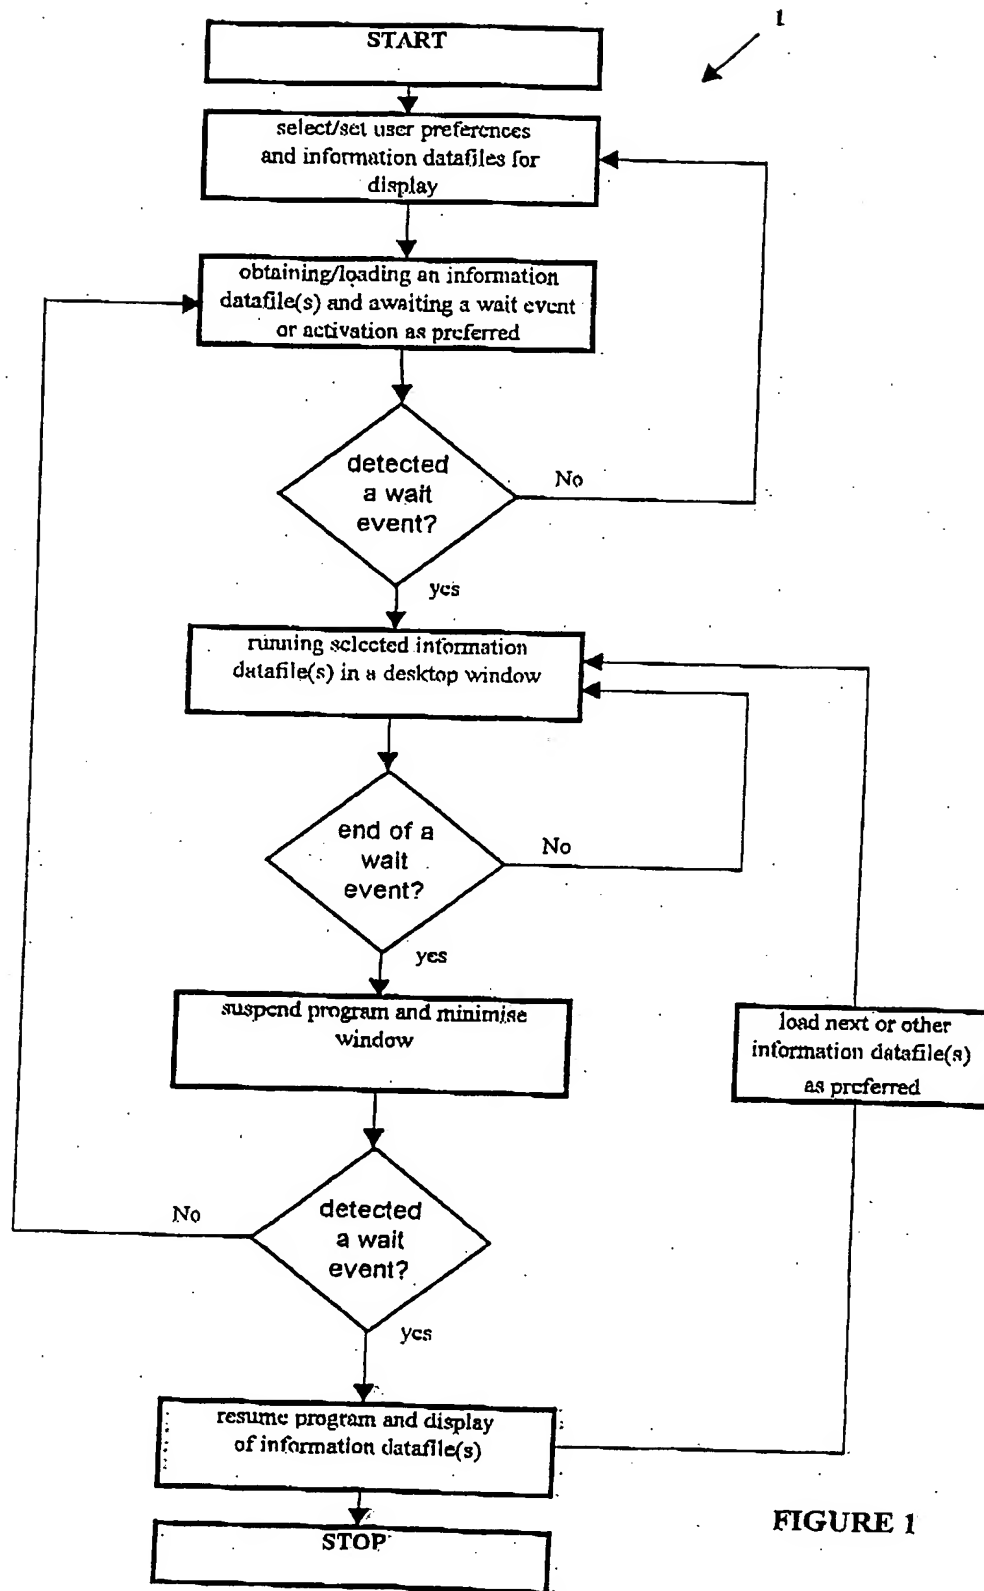 1
START
select/set user preferences
and information datafiles for
display
obtaining/loading an information
datafile(s) and awaiting a wait event
or activation as preferred
detected
a wait
event?
No
yes
running selected information
datafile(s) in a desktop window
end of a
wait
event?
No
yes
suspend program and minimise
window
load next or other
information datafile(s)
as preferred
detected
a wait
event?
No
yes
resume program and display
of information datafile(s)
STOP
FIGURE 1